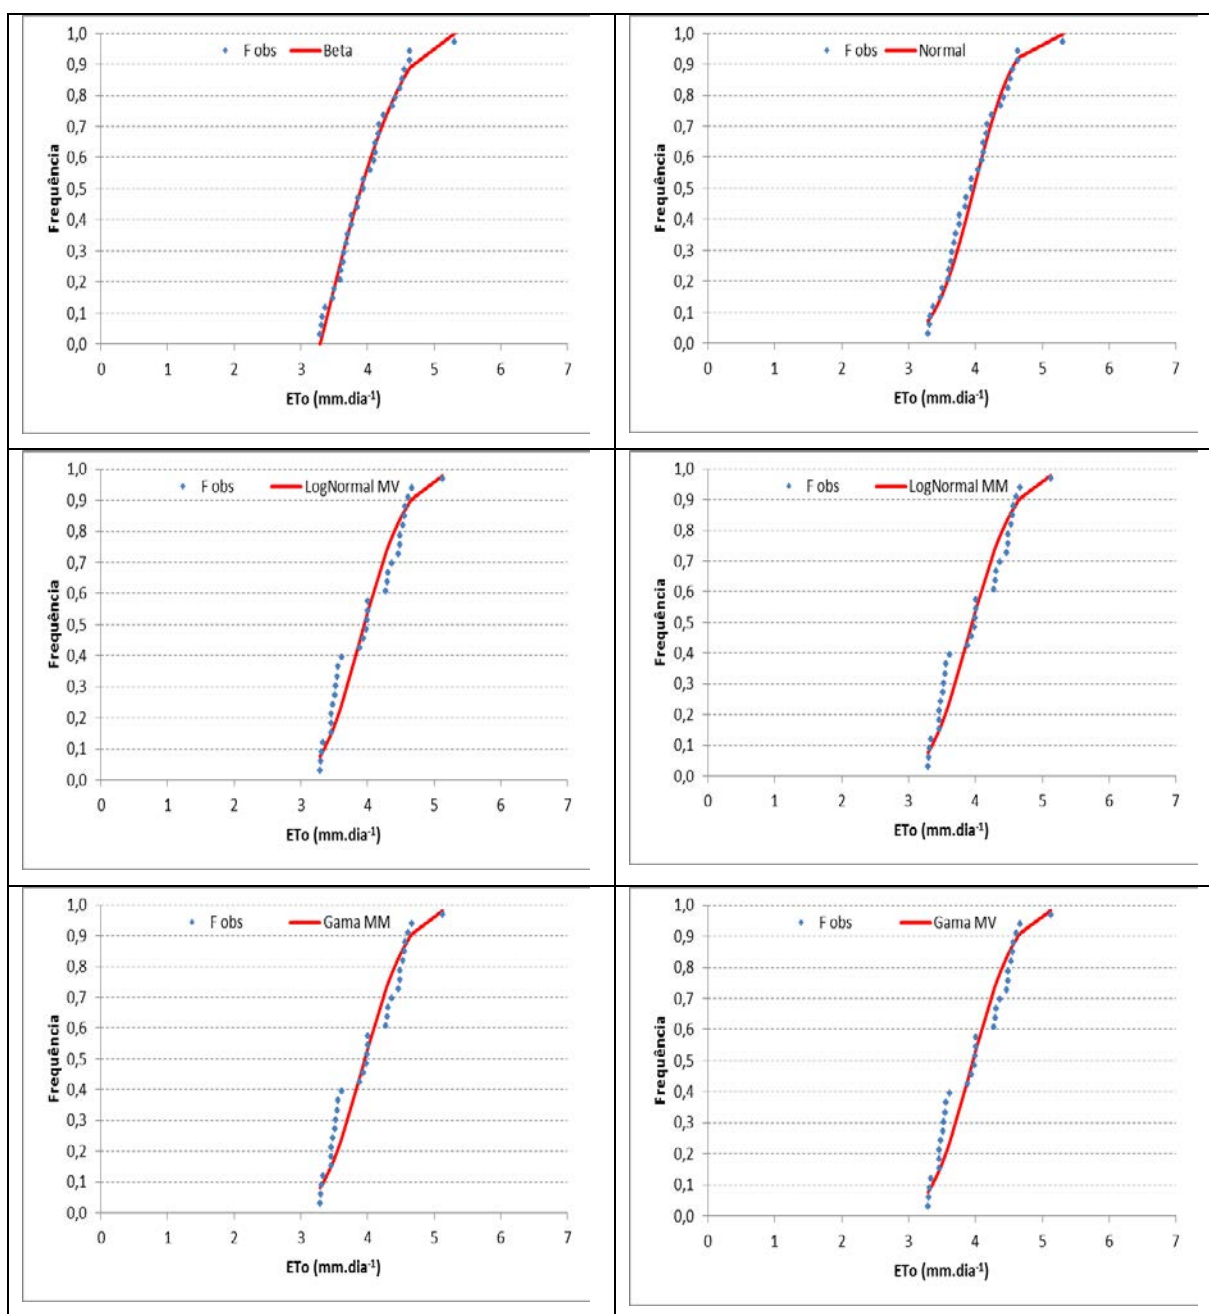 F obs Beta
1,0
0,9
0,8
0,7
0,6
0,5
0,4
0,3
0,2
0,1
0,0
Frequência
0 1 2 3 4 5 6 7
ETo (mm.dia⁻¹)
F obs Normal
1,0
0,9
0,8
0,7
0,6
0,5
0,4
0,3
0,2
0,1
0,0
Frequência
0 1 2 3 4 5 6 7
ETo (mm.dia⁻¹)
F obs LogNormal MV
1,0
0,9
0,8
0,7
0,6
0,5
0,4
0,3
0,2
0,1
0,0
Frequência
0 1 2 3 4 5 6 7
ETo (mm.dia⁻¹)
F obs LogNormal MM
1,0
0,9
0,8
0,7
0,6
0,5
0,4
0,3
0,2
0,1
0,0
Frequência
0 1 2 3 4 5 6 7
ETo (mm.dia⁻¹)
F obs Gama MM
1,0
0,9
0,8
0,7
0,6
0,5
0,4
0,3
0,2
0,1
0,0
Frequência
0 1 2 3 4 5 6 7
ETo (mm.dia⁻¹)
F obs Gama MV
1,0
0,9
0,8
0,7
0,6
0,5
0,4
0,3
0,2
0,1
0,0
Frequência
0 1 2 3 4 5 6 7
ETo (mm.dia⁻¹)